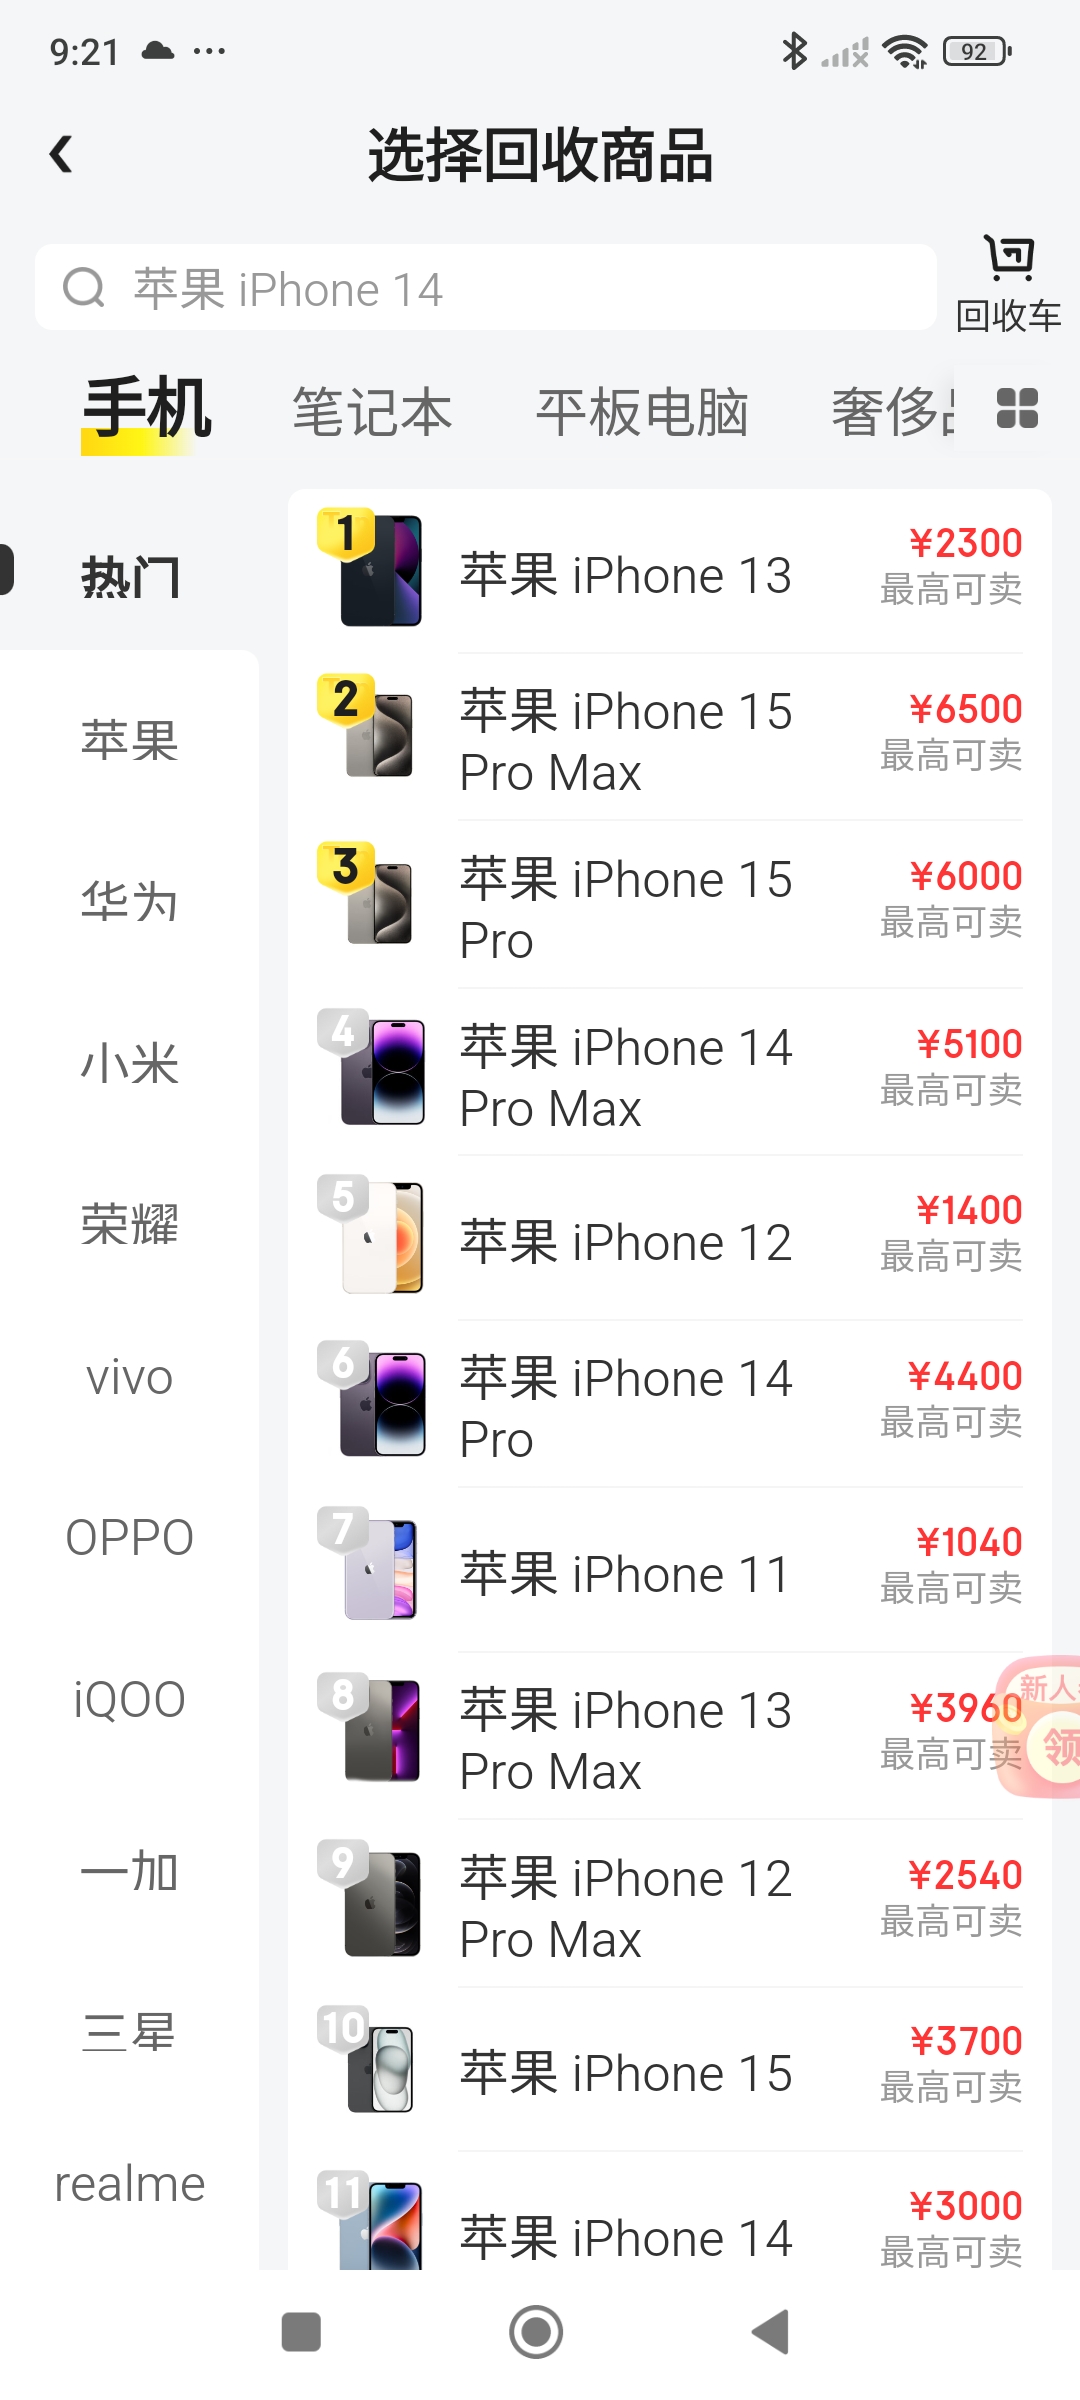 9:21
92
选择回收商品
苹果 iPhone 14
回收车
手机
笔记本
平板电脑
奢侈
热门
苹果
华为
小米
荣耀
vivo
OPPO
iQOO
一加
三星
realme
1
苹果 iPhone 13
¥2300
最高可卖
2
苹果 iPhone 15
Pro Max
¥6500
最高可卖
3
苹果 iPhone 15
Pro
¥6000
最高可卖
4
苹果 iPhone 14
Pro Max
¥5100
最高可卖
5
苹果 iPhone 12
¥1400
最高可卖
6
苹果 iPhone 14
Pro
¥4400
最高可卖
7
苹果 iPhone 11
¥1040
最高可卖
8
苹果 iPhone 13
Pro Max
¥3960
最高可卖
新人
领
9
苹果 iPhone 12
Pro Max
¥2540
最高可卖
10
苹果 iPhone 15
¥3700
最高可卖
11
苹果 iPhone 14
¥3000
最高可卖